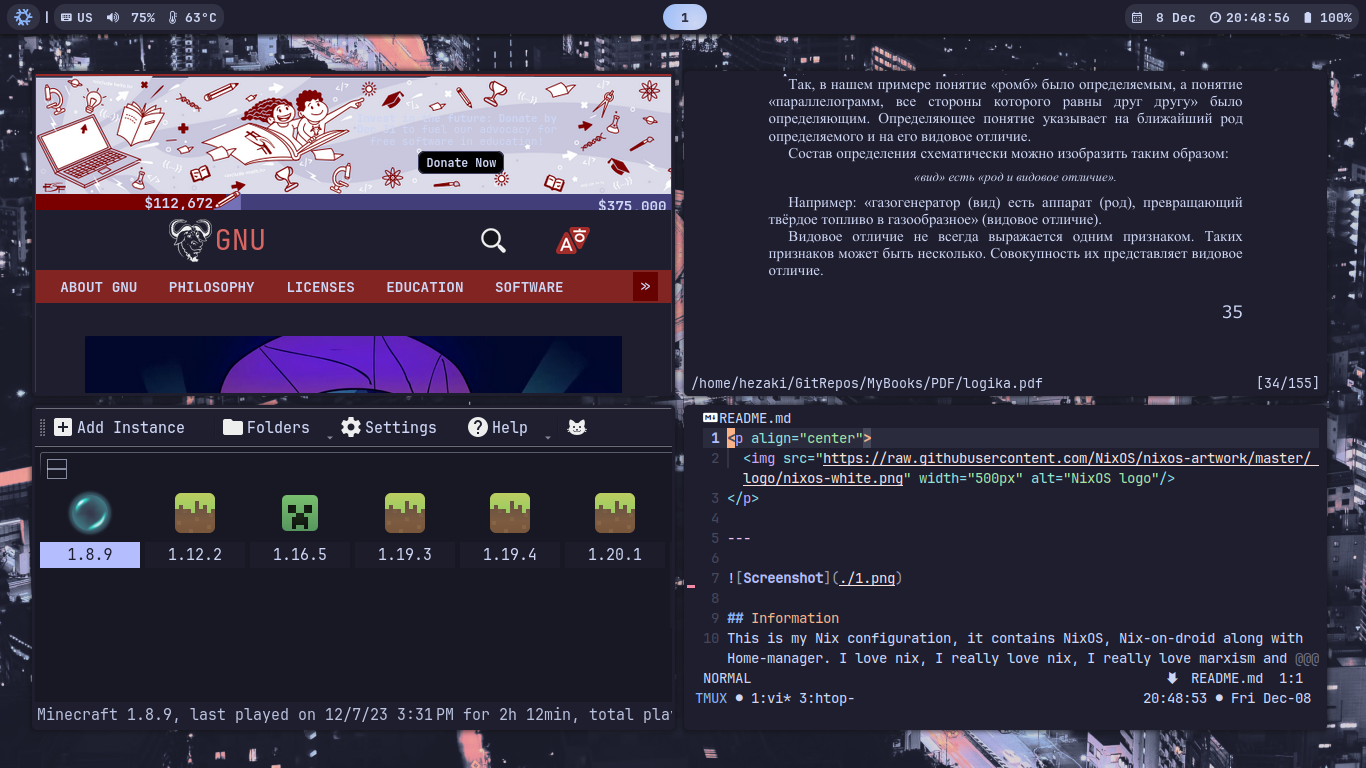 US 75% 63°C
1
8 Dec 20:48:56 100%
the future: Donate by
to fuel our advocacy for
free software in education!
Donate Now
$112,672
$375,000
GNU
ABOUT GNU PHILOSOPHY LICENSES EDUCATION SOFTWARE »
Так, в нашем примере понятие «ромб» было определяемым, а понятие
«параллелограмм, все стороны которого равны друг другу» было
определяющим. Определяющее понятие указывает на ближайший род
определяемого и на его видовое отличие.
Состав определения схематически можно изобразить таким образом:
«вид» есть «род и видовое отличие».
Например: «газогенератор (вид) есть аппарат (род), превращающий
твёрдое топливо в газообразное» (видовое отличие).
Видовое отличие не всегда выражается одним признаком. Таких
признаков может быть несколько. Совокупность их представляет видовое
отличие.
35
/home/hezaki/GitRepos/MyBooks/PDF/logika.pdf [34/155]
Add Instance Folders Settings Help
1.8.9 1.12.2 1.16.5 1.19.3 1.19.4 1.20.1
Minecraft 1.8.9, last played on 12/7/23 3:31 PM for 2h 12min, total pla
README.md
1 <p align="center">
2 <img src="https://raw.githubusercontent.com/NixOS/nixos-artwork/master/
logo/nixos-white.png" width="500px" alt="NixOS logo"/>
3 </p>
4
5 ---
6
7 ![Screenshot](./1.png)
8
9 ## Information
10 This is my Nix configuration, it contains NixOS, Nix-on-droid along with
Home-manager. I love nix, I really love nix, I really love marxism and @@@
NORMAL README.md 1:1
TMUX ● 1:vi* 3:htop- 20:48:53 ● Fri Dec-08